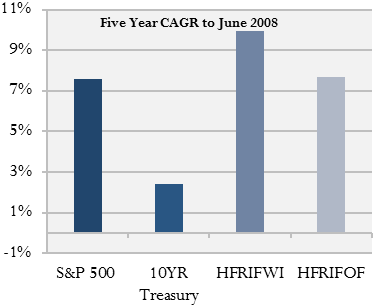 Five Year CAGR to June 2008
11%
9%
7%
5%
3%
1%
-1%
S&P 500
10YR
Treasury
HFRIFWI
HFRIFOF